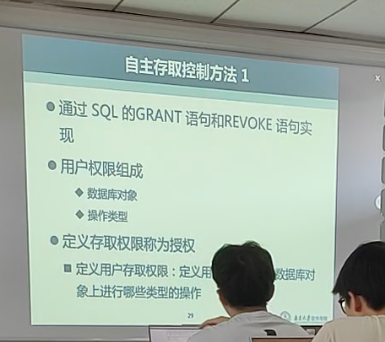 自主存取控制方法 1
通过 SQL 的GRANT 语句和REVOKE 语句实
现
用户权限组成
数据库对象
操作类型
定义存取权限称为授权
定义用户存取权限：定义用 数据库对
象上进行哪些类型的操作
29